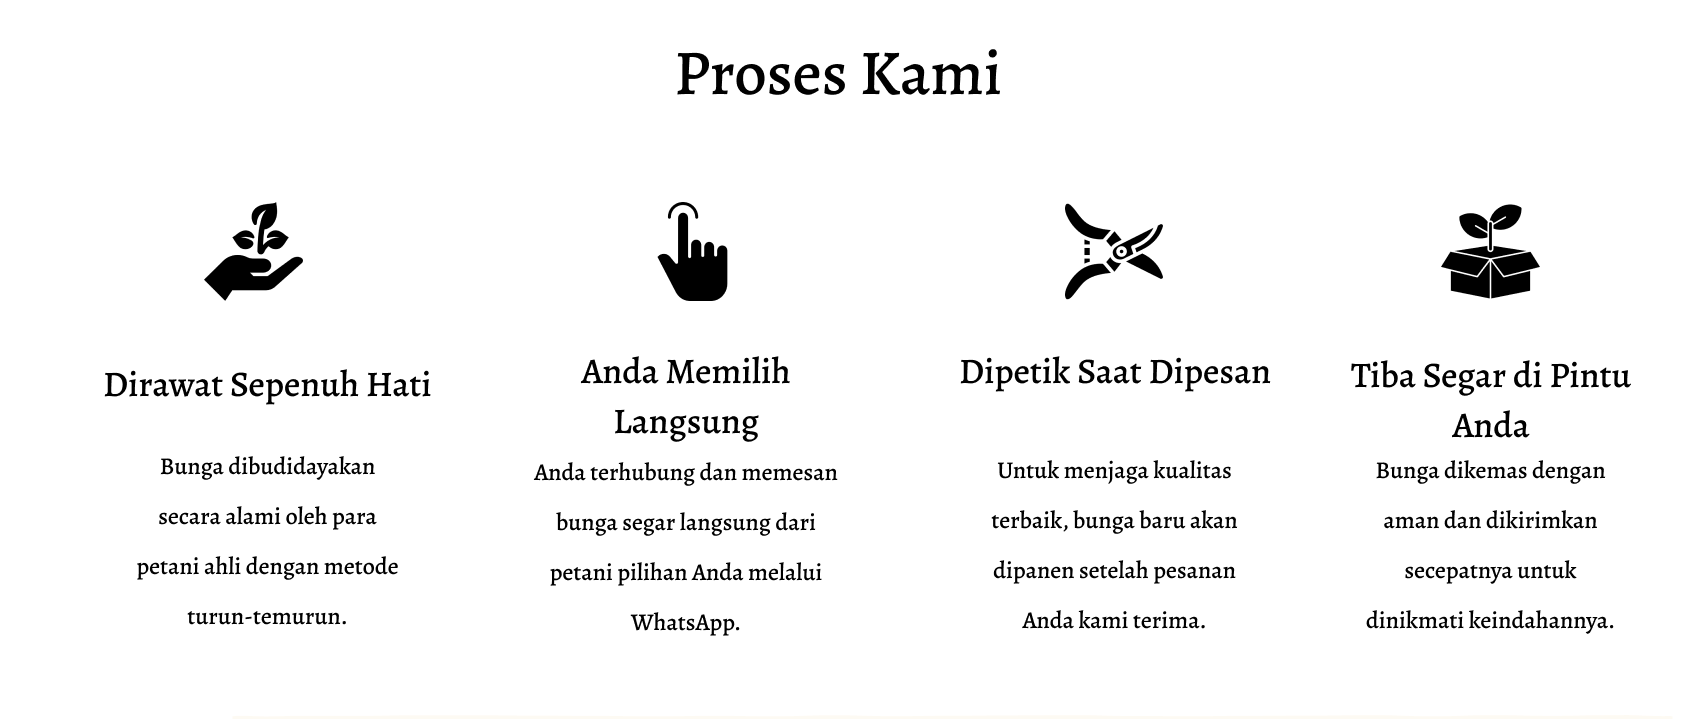 Proses Kami
Dirawat Sepenuh Hati
Bunga dibudidayakan
secara alami oleh para
petani ahli dengan metode
turun-temurun.
Anda Memilih
Langsung
Anda terhubung dan memesan
bunga segar langsung dari
petani pilihan Anda melalui
WhatsApp.
Dipetik Saat Dipesan
Untuk menjaga kualitas
terbaik, bunga baru akan
dipanen setelah pesanan
Anda kami terima.
Tiba Segar di Pintu
Anda
Bunga dikemas dengan
aman dan dikirimkan
secepatnya untuk
dinikmati keindahannya.